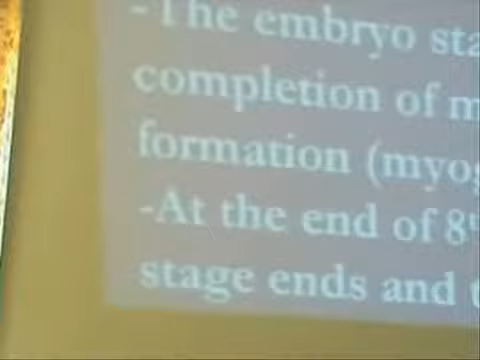 -The embryo sta
completion of m
formation (myog
-At the end of 8
stage ends and t